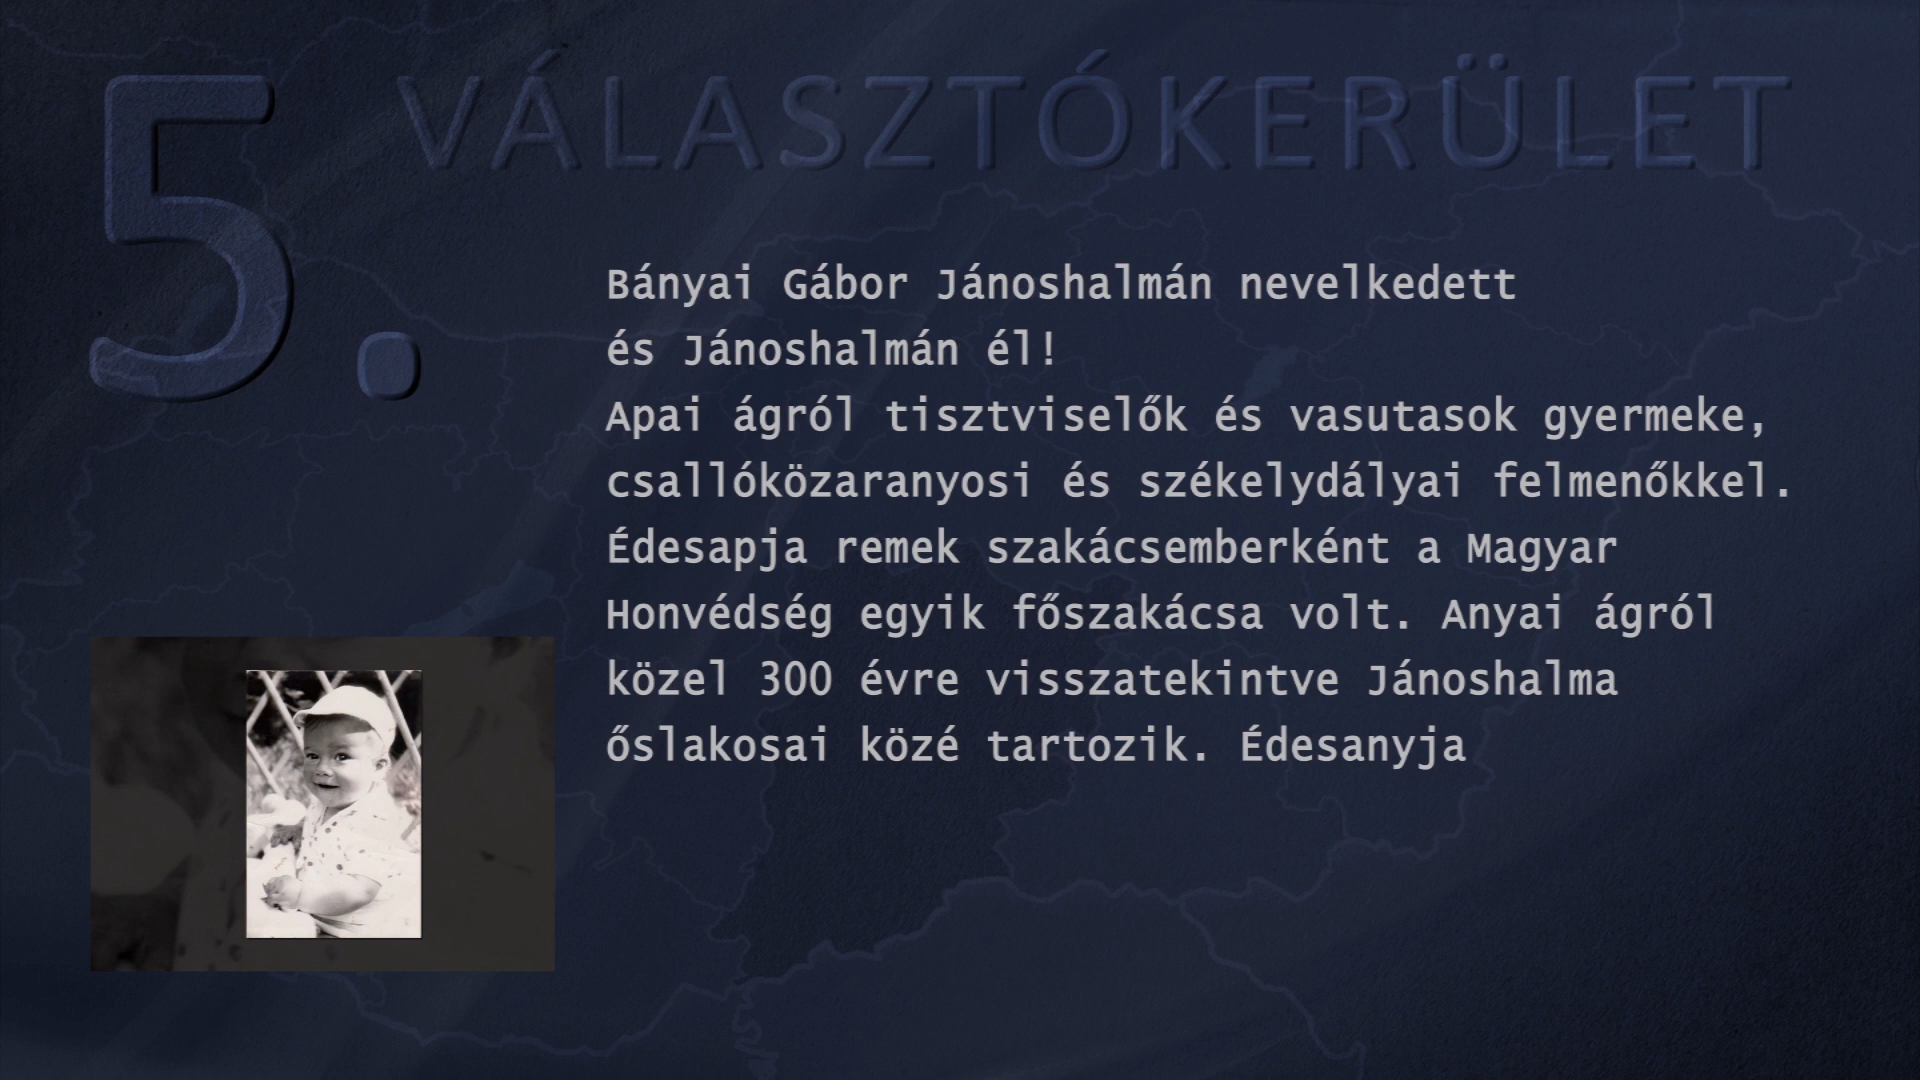 5. VÁLASZTÓKERÜLET
Bányai Gábor Jánoshalmán nevelkedett
és Jánoshalmán él!
Apai ágról tisztviselők és vasutasok gyermeke,
csallóközaranyosi és székelydályai felmenőkkel.
Édesapja remek szakácsemberként a Magyar
Honvédség egyik főszakácsa volt. Anyai ágról
közel 300 évre visszatekintve Jánoshalma
őslakosai közé tartozik. Édesanyja